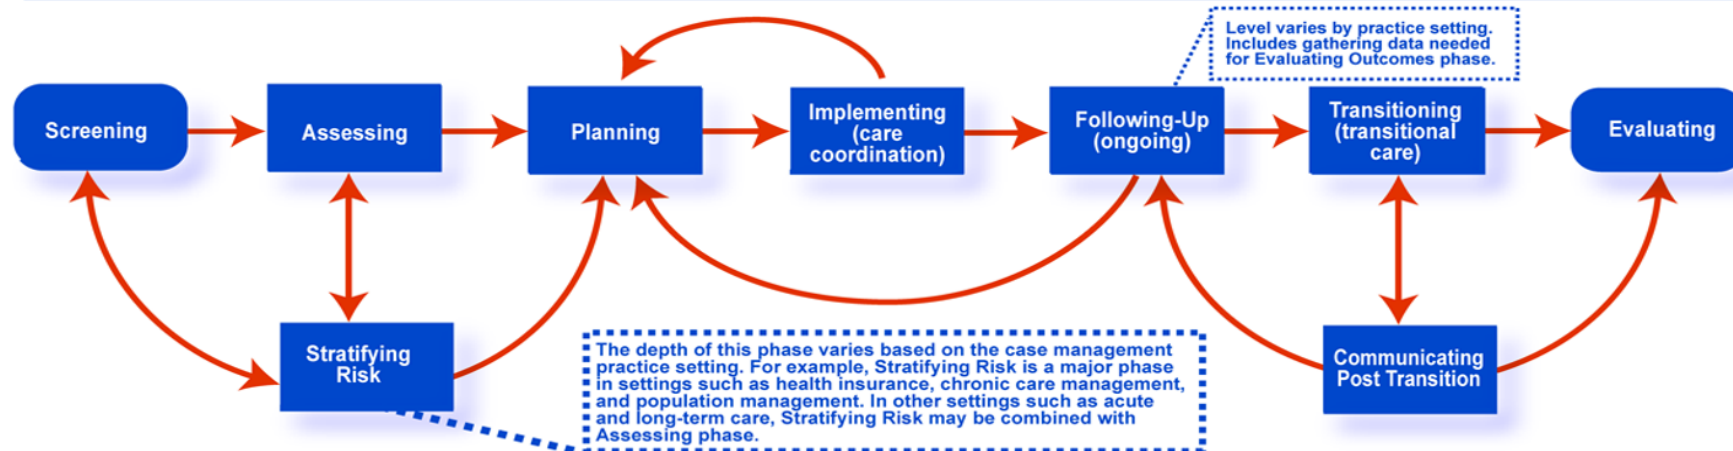 Level varies by practice setting.
Includes gathering data needed
for Evaluating Outcomes phase.
Screening
Assessing
Planning
Implementing
(care
coordination)
Following-Up
(ongoing)
Transitioning
(transitional
care)
Evaluating
Stratifying
Risk
The depth of this phase varies based on the case management
practice setting. For example, Stratifying Risk is a major phase
in settings such as health insurance, chronic care management,
and population management. In other settings such as acute
and long-term care, Stratifying Risk may be combined with
Assessing phase.
Communicating
Post Transition